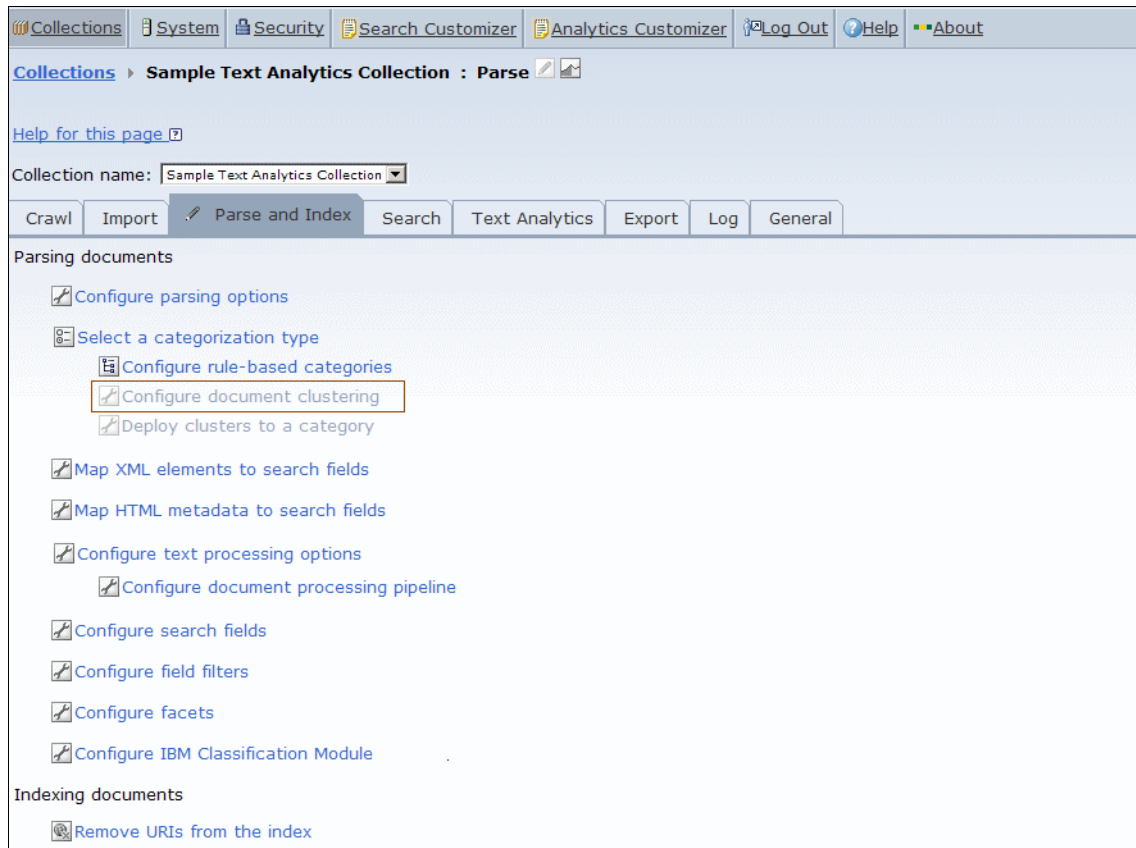 Collections System Security Search Customizer Analytics Customizer Log Out Help About
Collections Sample Text Analytics Collection : Parse
Help for this page ?
Collection name: Sample Text Analytics Collection
Crawl Import Parse and Index Search Text Analytics Export Log General
Parsing documents
Configure parsing options
Select a categorization type
Configure rule-based categories
Configure document clustering
Deploy clusters to a category
Map XML elements to search fields
Map HTML metadata to search fields
Configure text processing options
Configure document processing pipeline
Configure search fields
Configure field filters
Configure facets
Configure IBM Classification Module
Indexing documents
Remove URIs from the index